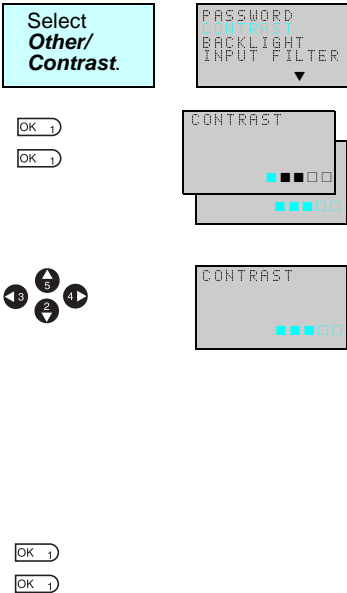 Select
Other/
Contrast.
PASSWORD
CONTRAST
BACKLIGHT
INPUT FILTER
OK 1
OK 1
CONTRAST
5
3 4
2
CONTRAST
OK 1
OK 1